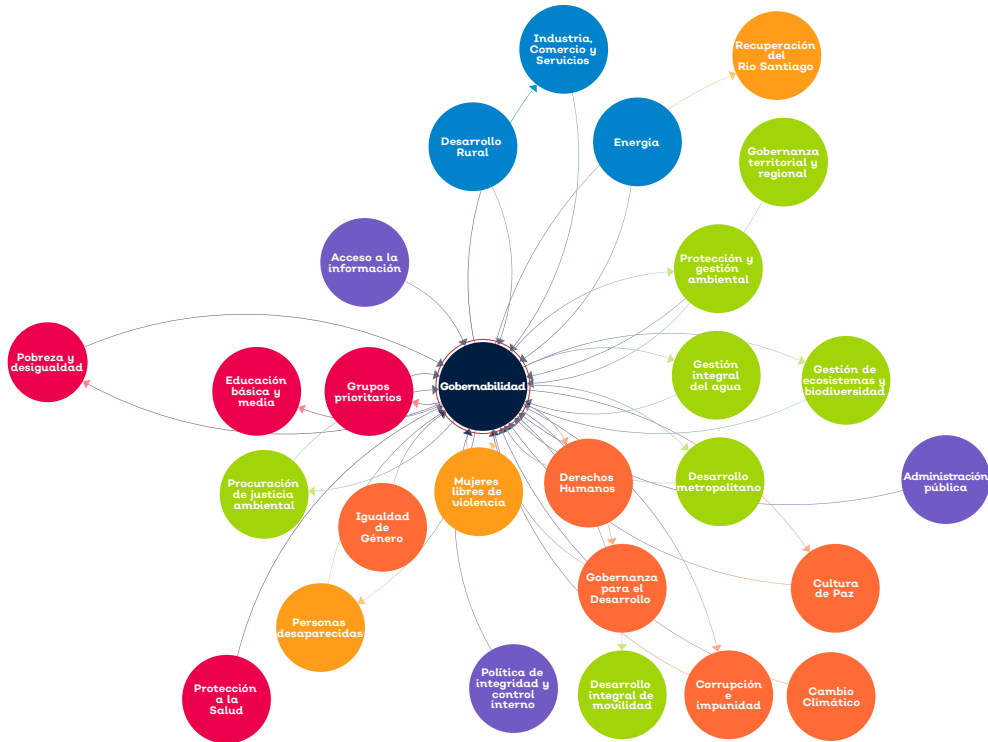 Industria,
Comercio y
Servicios
Recuperación
del
Río Santiago
Desarrollo
Rural
Energía
Gobernanza
territorial y
regional
Acceso a la
información
Protección y
gestión
ambiental
Pobreza y
desigualdad
Educación
básica y
media
Grupos
prioritarios
Gobernabilidad
Gestión
integral
del agua
Gestión de
ecosistemas y
biodiversidad
Procuración
de justicia
ambiental
Mujeres
libres de
violencia
Derechos
Humanos
Desarrollo
metropolitano
Administración
pública
Igualdad
de
Género
Gobernanza
para el
Desarrollo
Cultura
de Paz
Personas
desaparecidas
Protección
a la
Salud
Política de
integridad y
control
interno
Desarrollo
integral de
movilidad
Corrupción
e
impunidad
Cambio
Climático